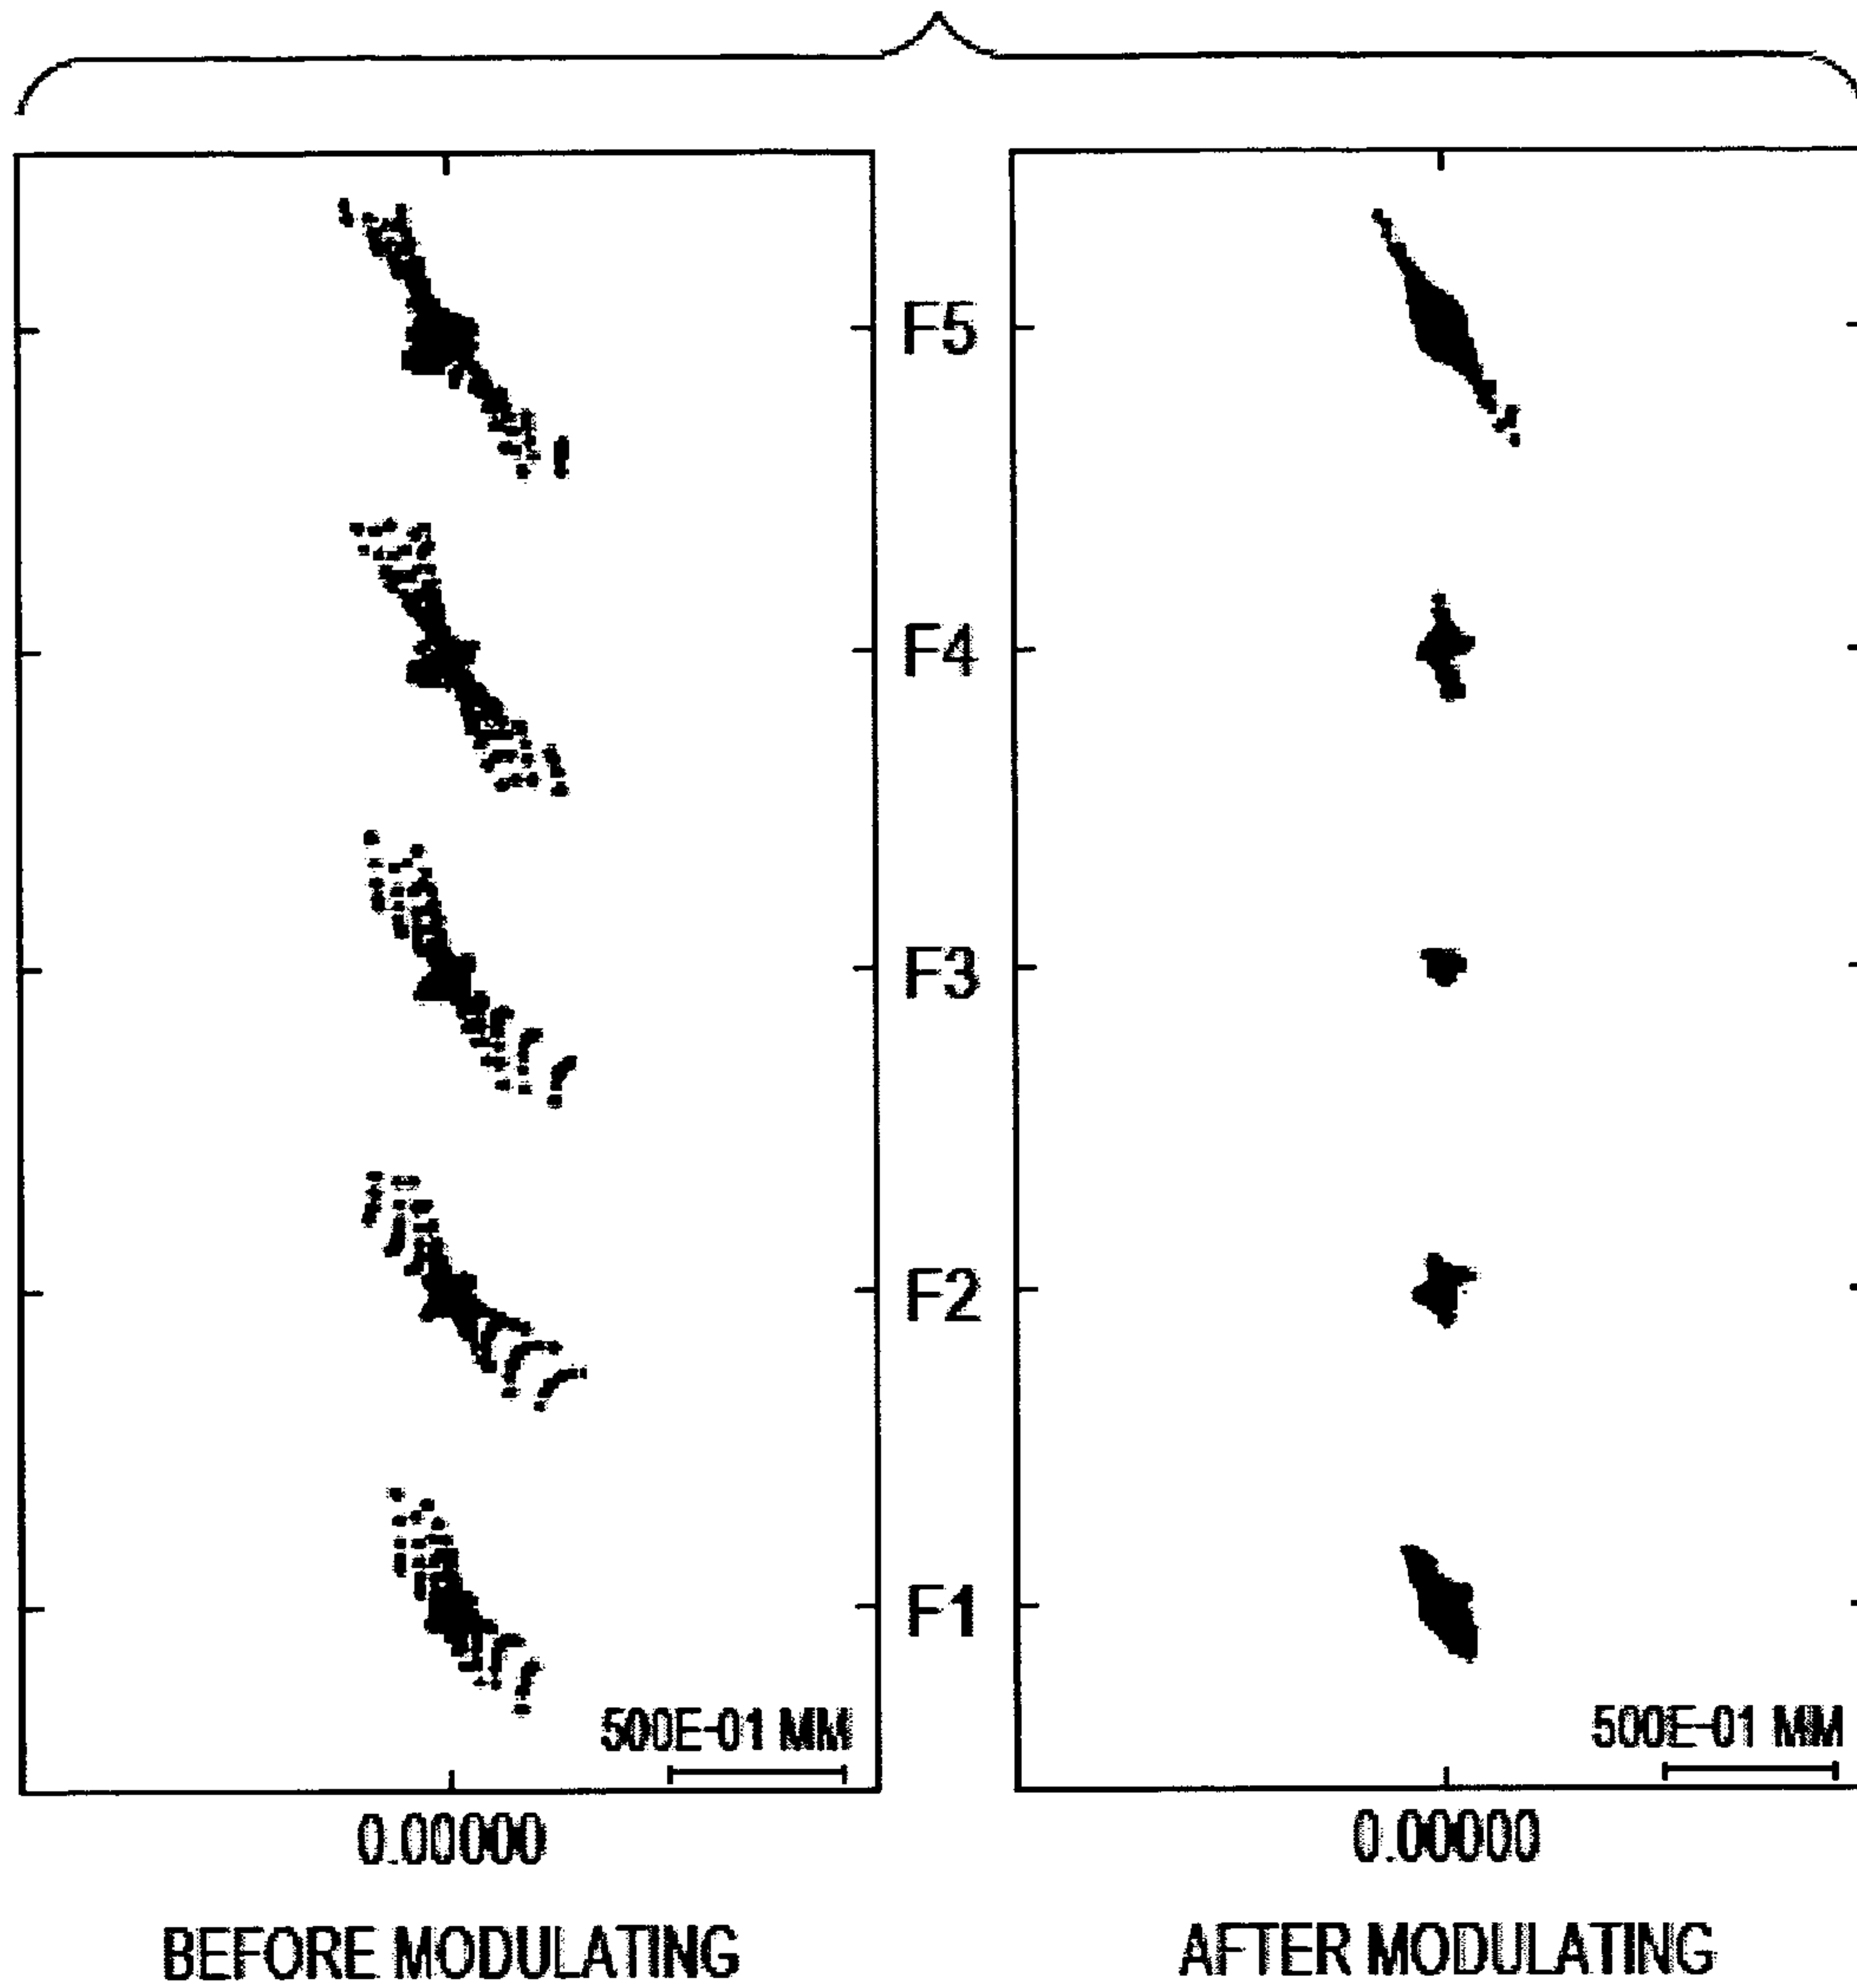 F5
F4
F3
F2
F1
500E-01 MM
500E-01 MM
0.00000
0.00000
BEFORE MODULATING
AFTER MODULATING